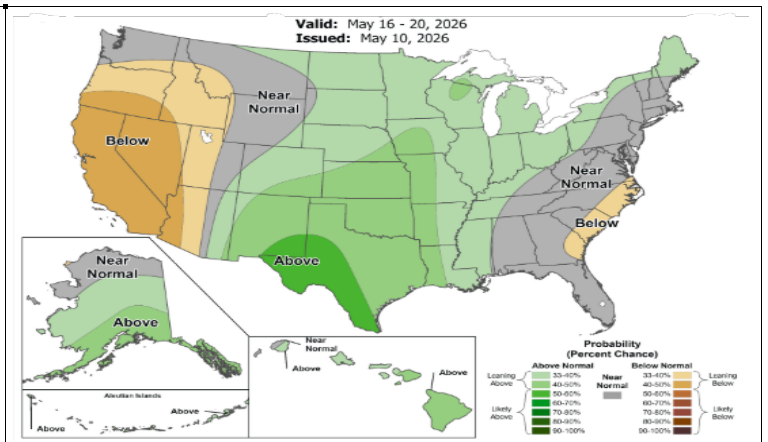 Valid: May 16 - 20, 2026
Issued: May 10, 2026
Near
Normal
Below
Near
Normal
Below
Above
Near
Normal
Above
Near
Normal
Above
Above
Aleutian Islands
Above
Above
Probability
(Percent Chance)
Above Normal
Below Normal
Leaning
Above
33-40%
40-50%
50-60%
60-70%
70-80%
80-90%
90-100%
Likely
Above
Near
Normal
33-40%
40-50%
50-60%
60-70%
70-80%
80-90%
90-100%
Leaning
Below
Likely
Below